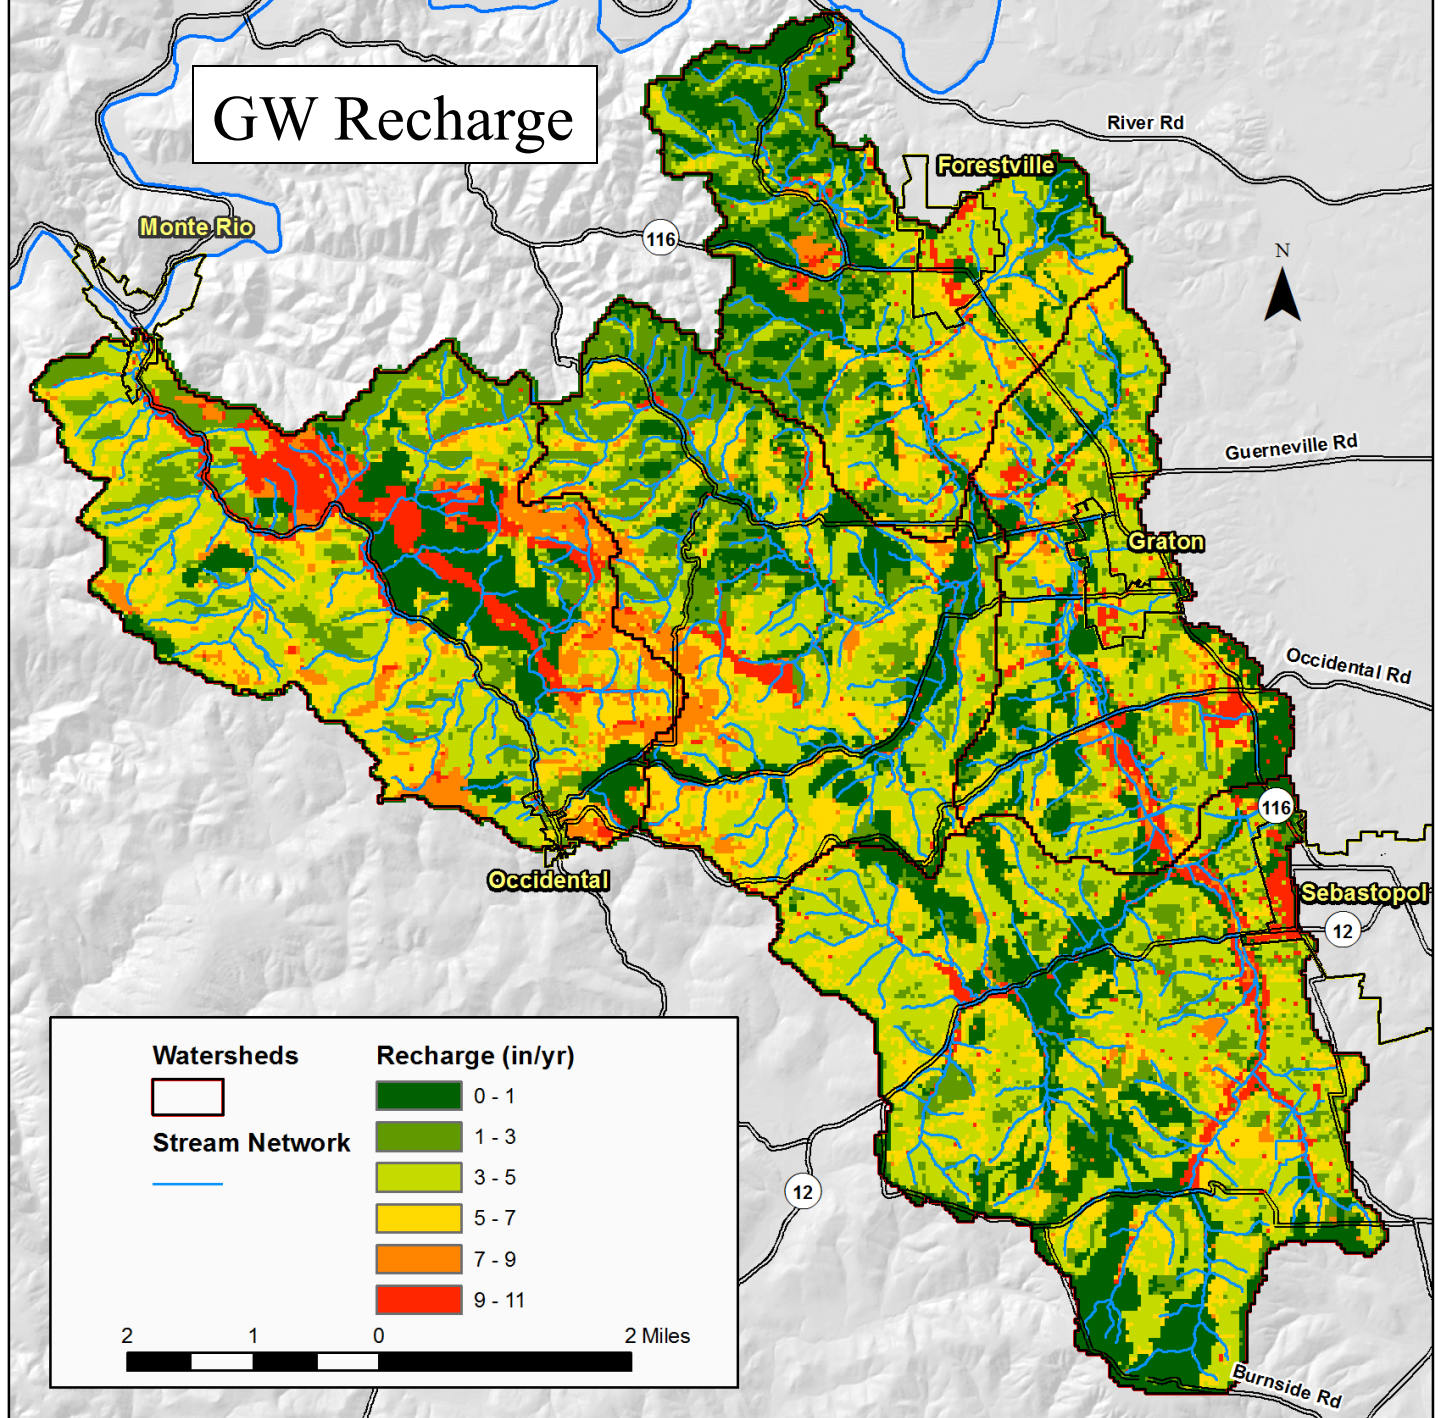 GW Recharge
River Rd
Forestville
Monte Rio
116
N
Guerneville Rd
Graton
Occidental Rd
116
Occidental
Sebastopol
12
Watersheds
Stream Network
Recharge (in/yr)
0 - 1
1 - 3
3 - 5
5 - 7
7 - 9
9 - 11
2 1 0 2 Miles
12
Burnside Rd